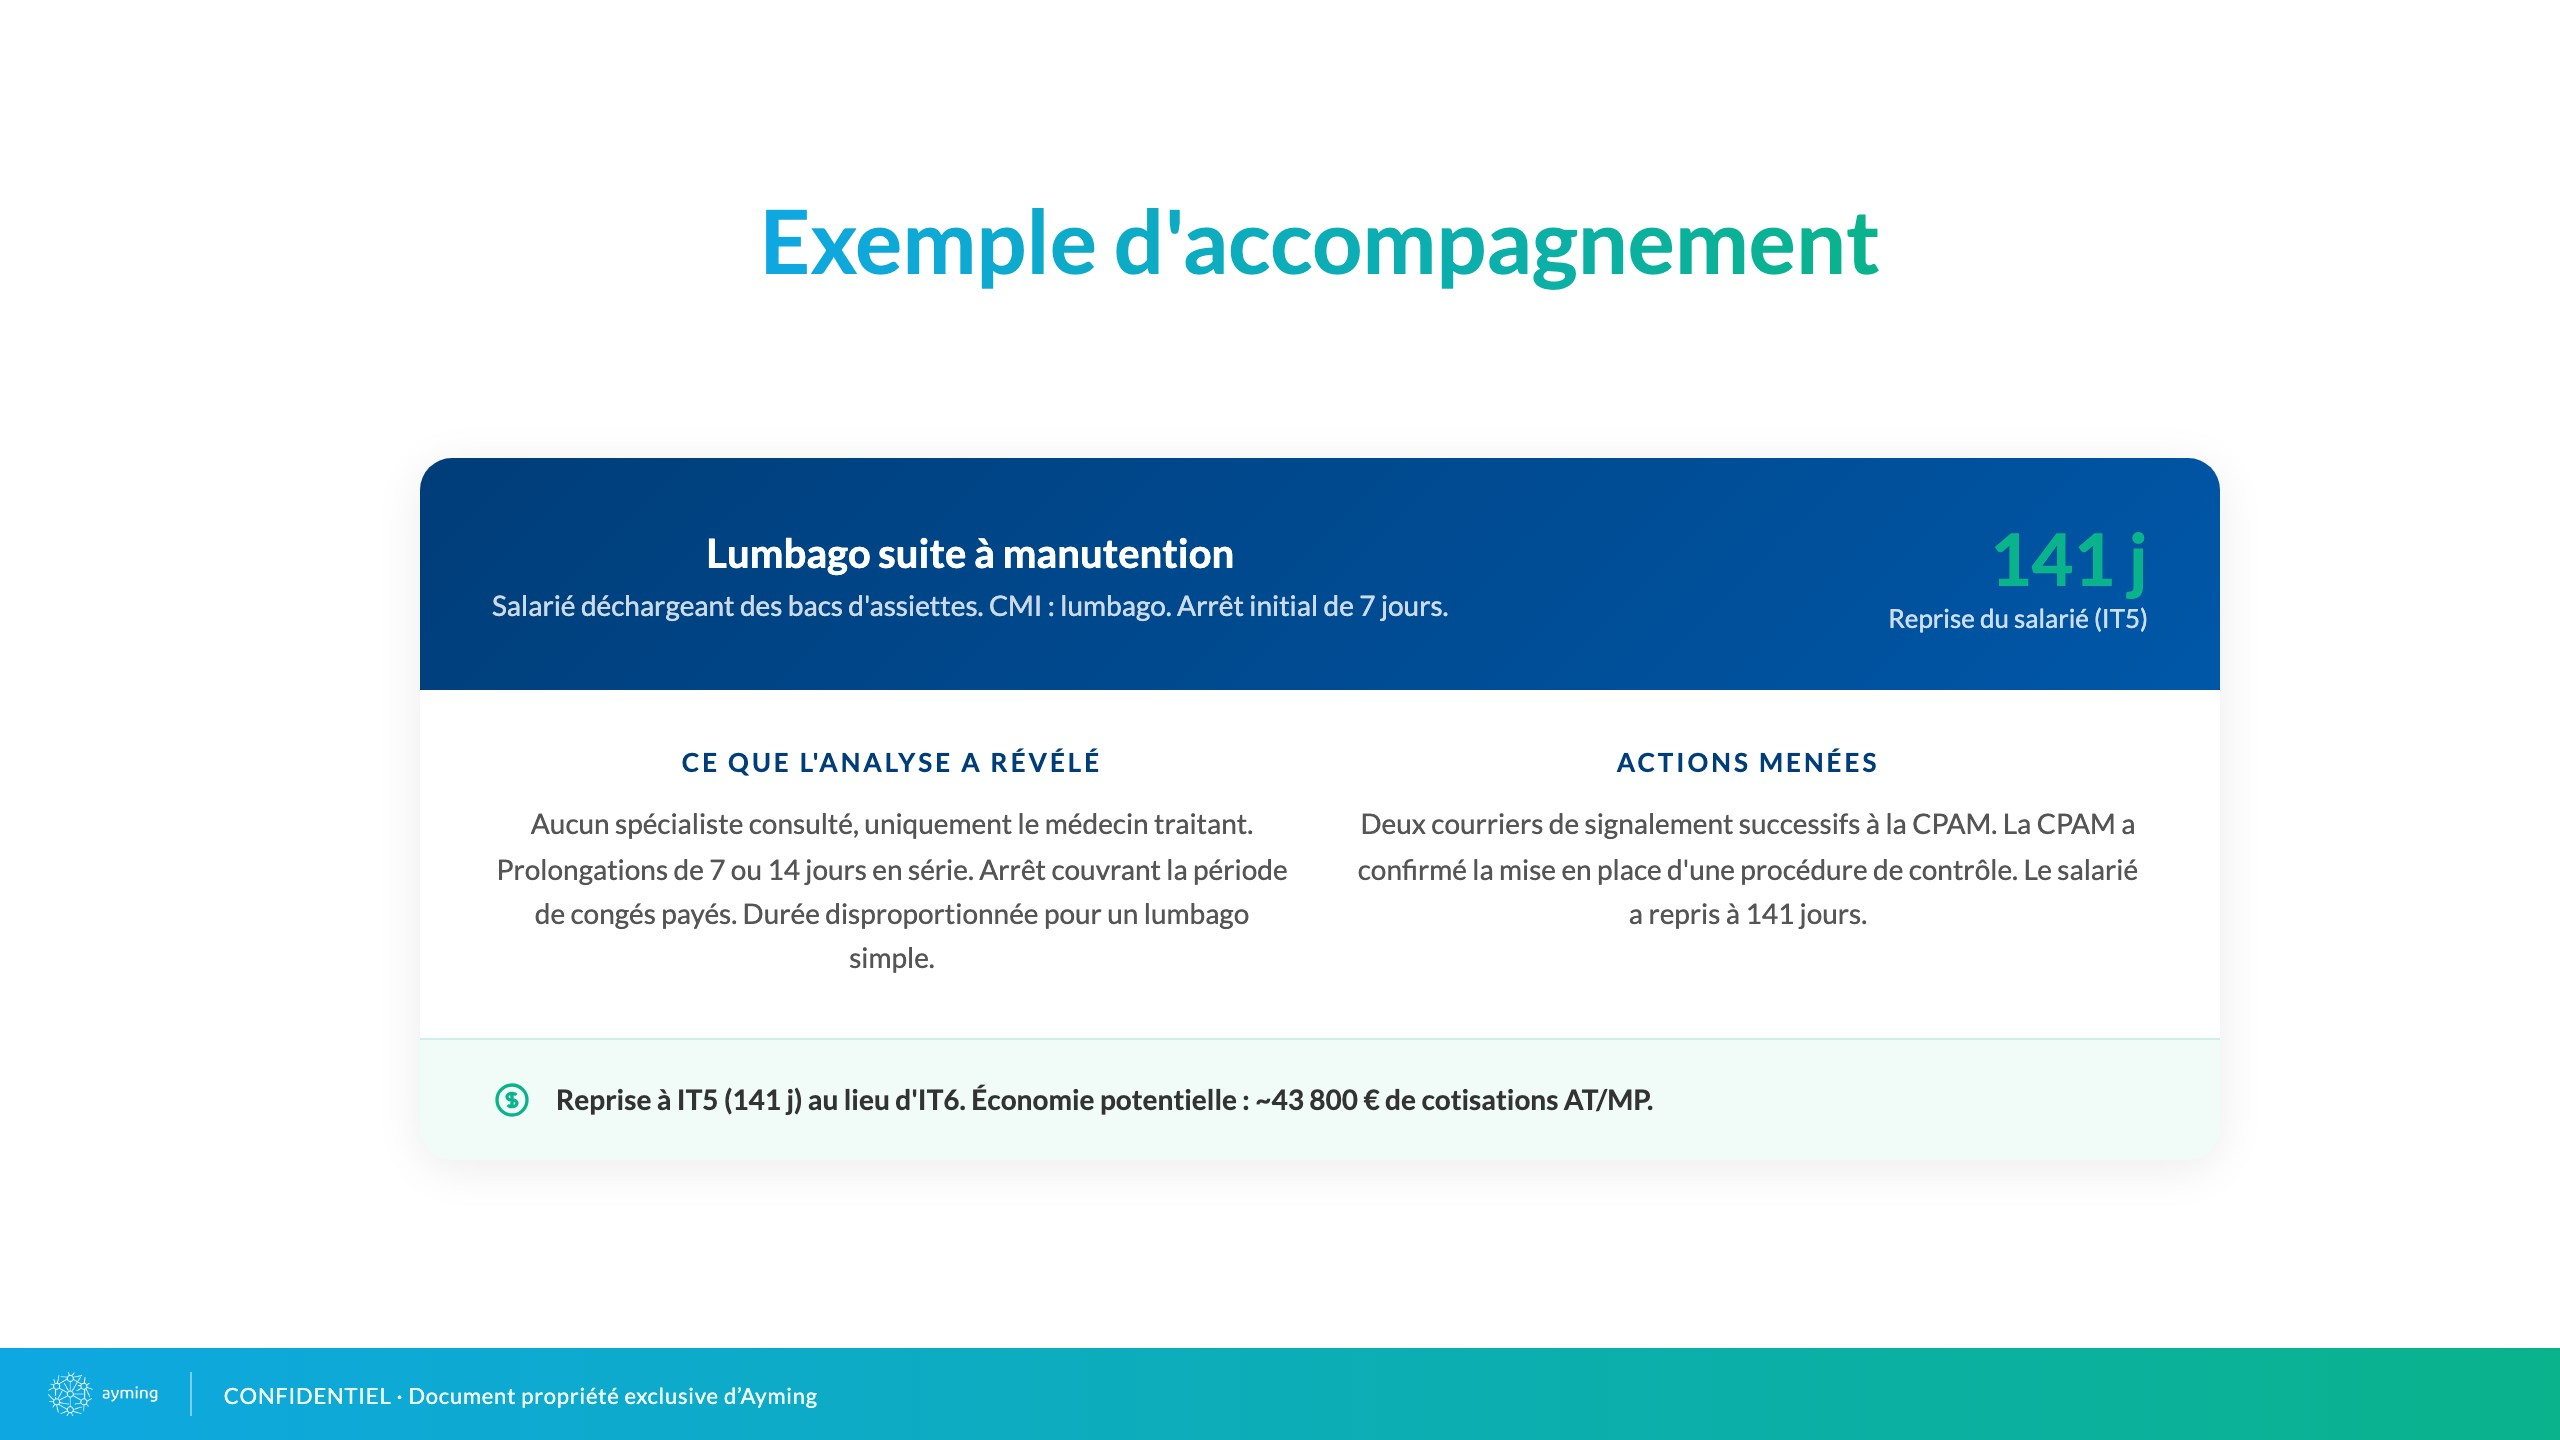 Exemple d'accompagnement
Lumbago suite à manutention
Salarié déchargeant des bacs d'assiettes. CMI : lumbago. Arrêt initial de 7 jours.
141 j
Reprise du salarié (IT5)
CE QUE L'ANALYSE A RÉVÉLÉ
Aucun spécialiste consulté, uniquement le médecin traitant.
Prolongations de 7 ou 14 jours en série. Arrêt couvrant la période
de congés payés. Durée disproportionnée pour un lumbago
simple.
ACTIONS MENÉES
Deux courriers de signalement successifs à la CPAM. La CPAM a
confirmé la mise en place d'une procédure de contrôle. Le salarié
a repris à 141 jours.
$
Reprise à IT5 (141 j) au lieu d'IT6. Économie potentielle : ~43 800 € de cotisations AT/MP.
ayming
CONFIDENTIEL · Document propriété exclusive d’Ayming